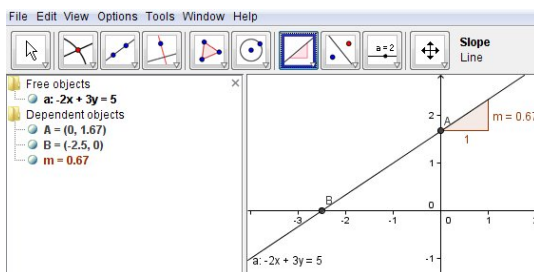 File Edit View Options Tools Window Help
a = 2
Slope
Line
Free objects
a: -2x + 3y = 5
Dependent objects
A = (0, 1.67)
B = (-2.5, 0)
m = 0.67
2
A
m = 0.67
1
1
B
0
-3 -2 -1 0 1
a: -2x + 3y = 5
-1